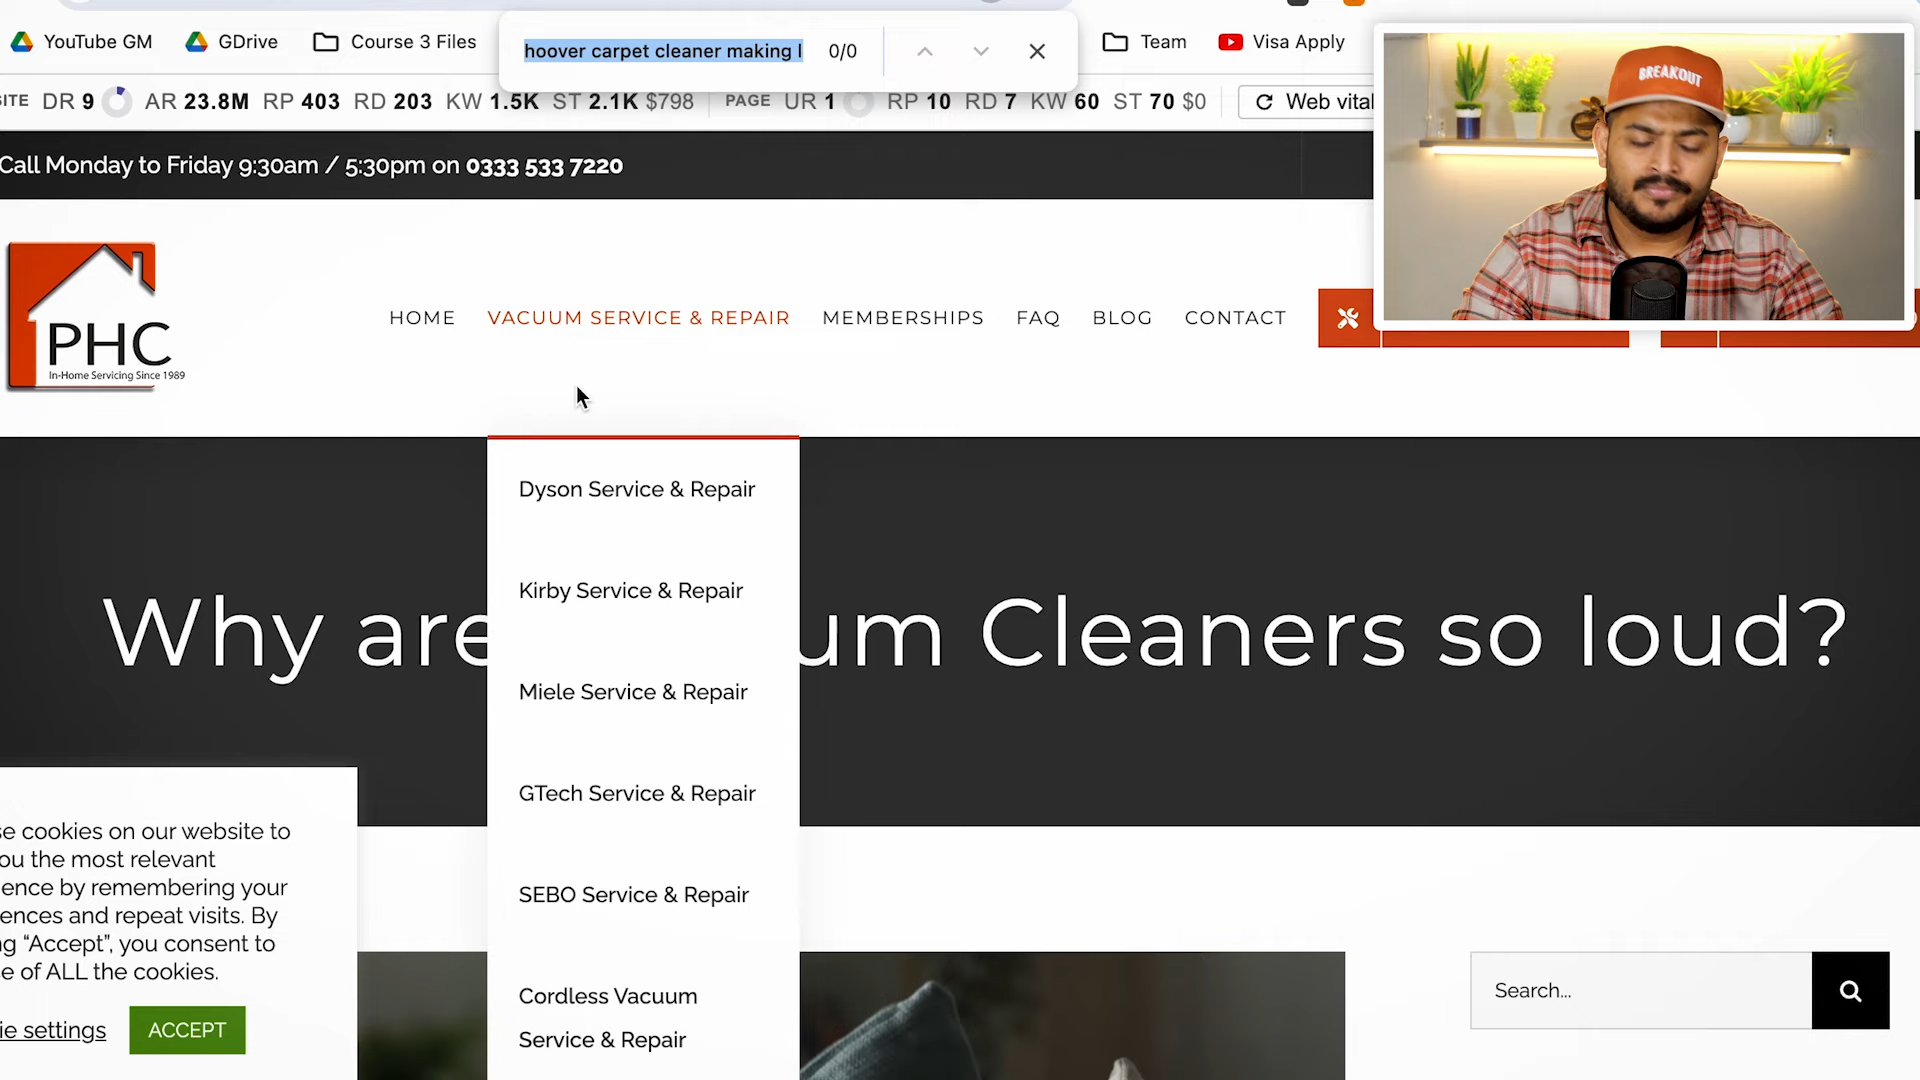 YouTube GM
GDrive
Course 3 Files
hoover carpet cleaner making l
0/0
Team
Visa Apply
ITE DR 9 AR 23.8M RP 403 RD 203 KW 1.5K ST 2.1K $798 PAGE UR 1 RP 10 RD 7 KW 60 ST 70 $0 Web vital
Call Monday to Friday 9:30am / 5:30pm on 0333 533 7220
BREAKOUT
PHC
In-Home Servicing Since 1989
HOME VACUUM SERVICE & REPAIR MEMBERSHIPS FAQ BLOG CONTACT
Dyson Service & Repair
Kirby Service & Repair
Why are um Cleaners so loud?
Miele Service & Repair
GTech Service & Repair
SEBO Service & Repair
Cordless Vacuum
Service & Repair
se cookies on our website to
ou the most relevant
ience by remembering your
ences and repeat visits. By
ng “Accept”, you consent to
e of ALL the cookies.
ie settings
ACCEPT
Search...